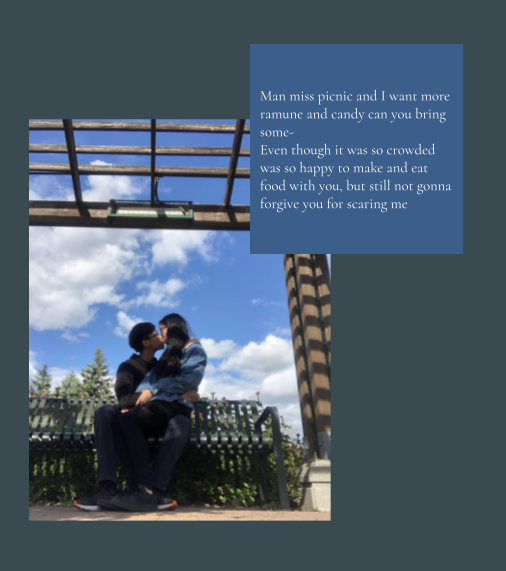 Man miss picnic and I want more
ramune and candy can you bring
some-
Even though it was so crowded
was so happy to make and eat
food with you, but still not gonna
forgive you for scaring me